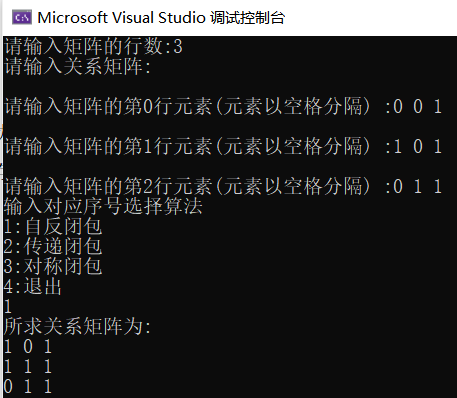 Microsoft Visual Studio 调试控制台
请输入矩阵的行数:3
请输入关系矩阵:
请输入矩阵的第0行元素(元素以空格分隔) :0 0 1
请输入矩阵的第1行元素(元素以空格分隔) :1 0 1
请输入矩阵的第2行元素(元素以空格分隔) :0 1 1
输入对应序号选择算法
1:自反闭包
2:传递闭包
3:对称闭包
4:退出
1
所求关系矩阵为:
1 0 1
1 1 1
0 1 1